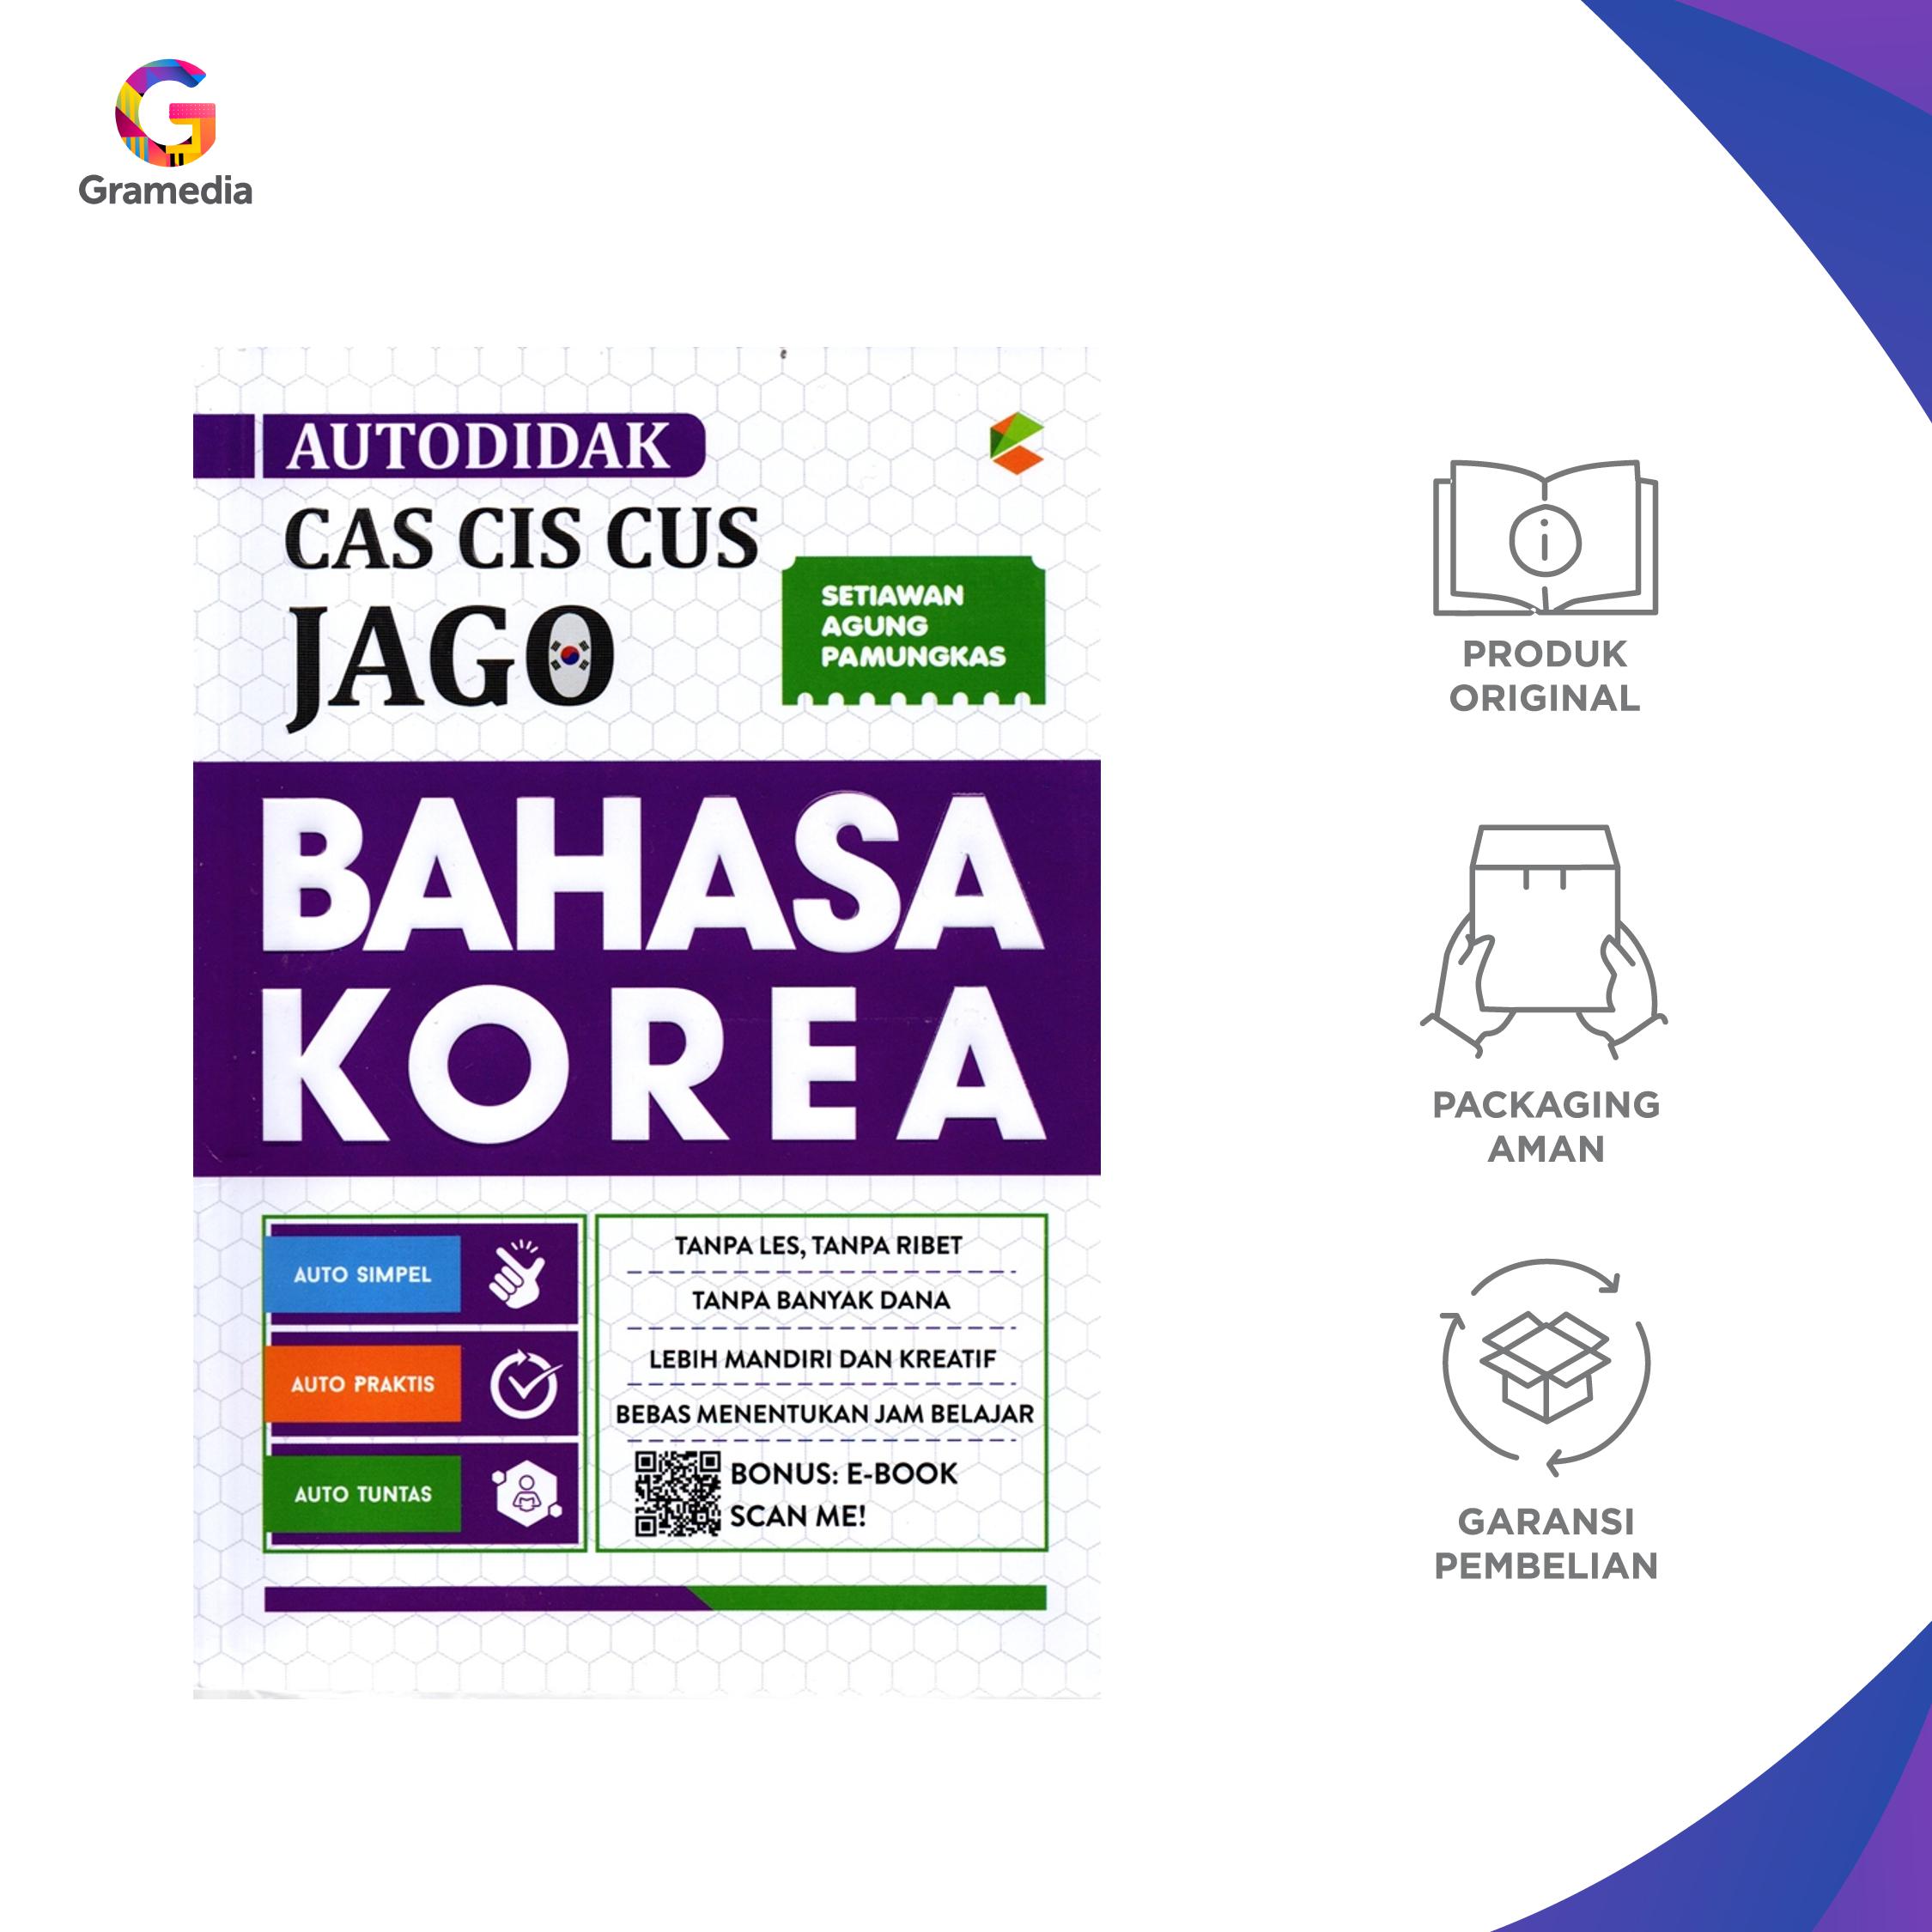 Gramedia
AUTODIDAK
CAS CIS CUS
JAGO
SETIAWAN
AGUNG
PAMUNGKAS
BAHASA
KOREA
AUTO SIMPEL
AUTO PRAKTIS
AUTO TUNTAS
TANPA LES, TANPA RIBET
TANPA BANYAK DANA
LEBIH MANDIRI DAN KREATIF
BEBAS MENENTUKAN JAM BELAJAR
BONUS: E-BOOK
SCAN ME!
PRODUK
ORIGINAL
PACKAGING
AMAN
GARANSI
PEMBELIAN